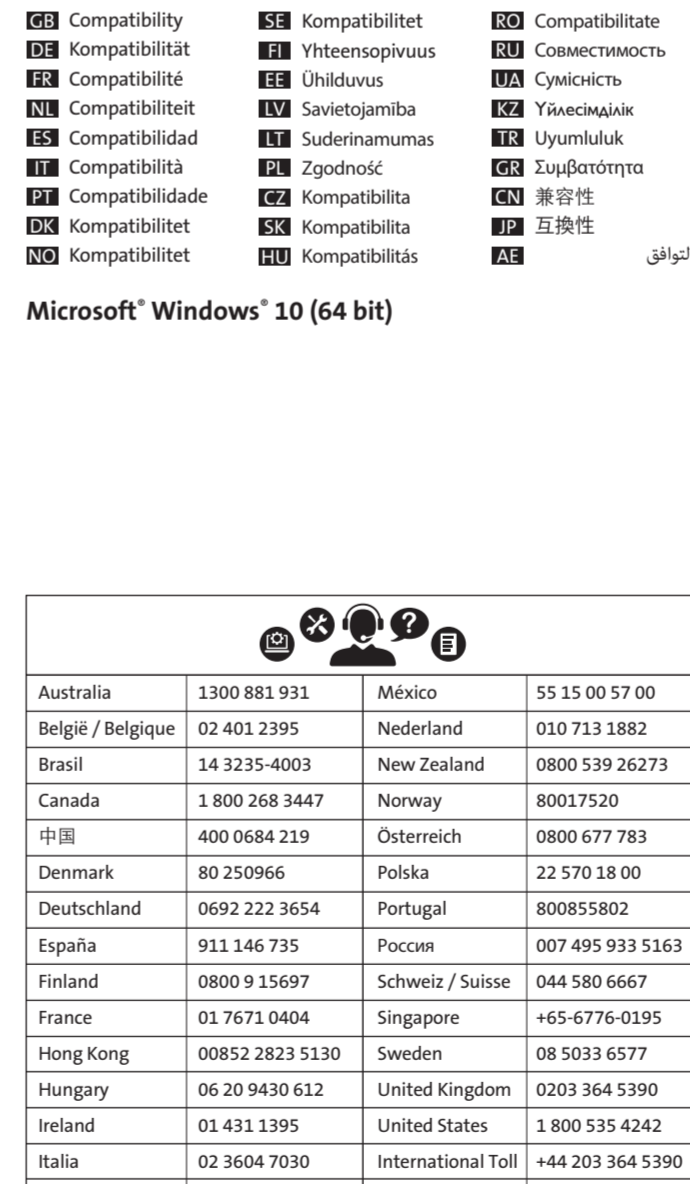 GB Compatibility
DE Kompatibilität
FR Compatibilité
NL Compatibiliteit
ES Compatibilidad
IT Compatibilità
PT Compatibilidade
DK Kompatibilitet
NO Kompatibilitet
SE Kompatibilitet
FI Yhteensopivuus
EE Ühilduvus
LV Savietojamība
LT Suderinamumas
PL Zgodność
CZ Kompatibilita
SK Kompatibilita
HU Kompatibilitás
RO Compatibilitate
RU Совместимость
UA Сумісність
KZ Үйлесімділік
TR Uyumluluk
GR Συμβατότητα
CN 兼容性
JP 互換性
AE لتوافق
Microsoft® Windows® 10 (64 bit)
?
Australia 1300 881 931 México 55 15 00 57 00
België / Belgique 02 401 2395 Nederland 010 713 1882
Brasil 14 3235-4003 New Zealand 0800 539 26273
Canada 1 800 268 3447 Norway 80017520
中国 400 0684 219 Österreich 0800 677 783
Denmark 80 250966 Polska 22 570 18 00
Deutschland 0692 222 3654 Portugal 800855802
España 911 146 735 Россия 007 495 933 5163
Finland 0800 9 15697 Schweiz / Suisse 044 580 6667
France 01 7671 0404 Singapore +65-6776-0195
Hong Kong 00852 2823 5130 Sweden 08 5033 6577
Hungary 06 20 9430 612 United Kingdom 0203 364 5390
Ireland 01 431 1395 United States 1 800 535 4242
Italia 02 3604 7030 International Toll +44 203 364 5390